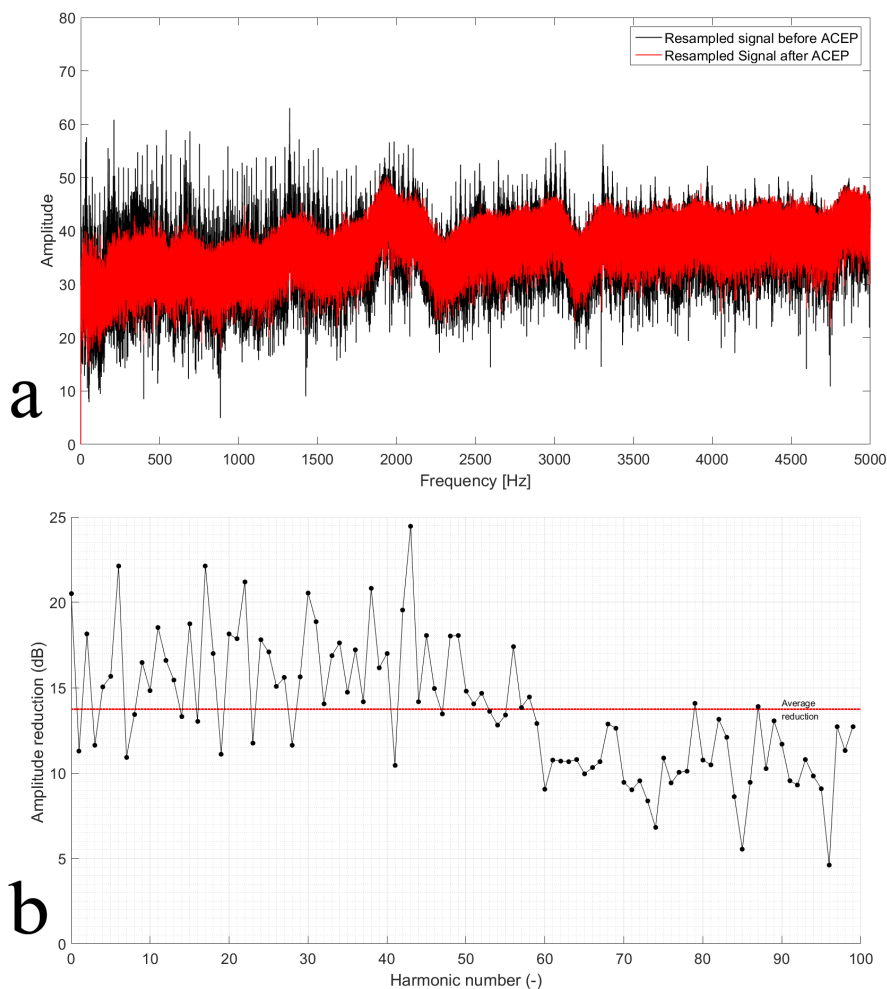 80
70
60
50
40
30
20
10
0
Amplitude
Resampled signal before ACEP
Resampled Signal after ACEP
a
0 500 1000 1500 2000 2500 3000 3500 4000 4500 5000
Frequency [Hz]
25
20
15
10
5
0
Amplitude reduction (dB)
Average
reduction
b
0 10 20 30 40 50 60 70 80 90 100
Harmonic number (-)